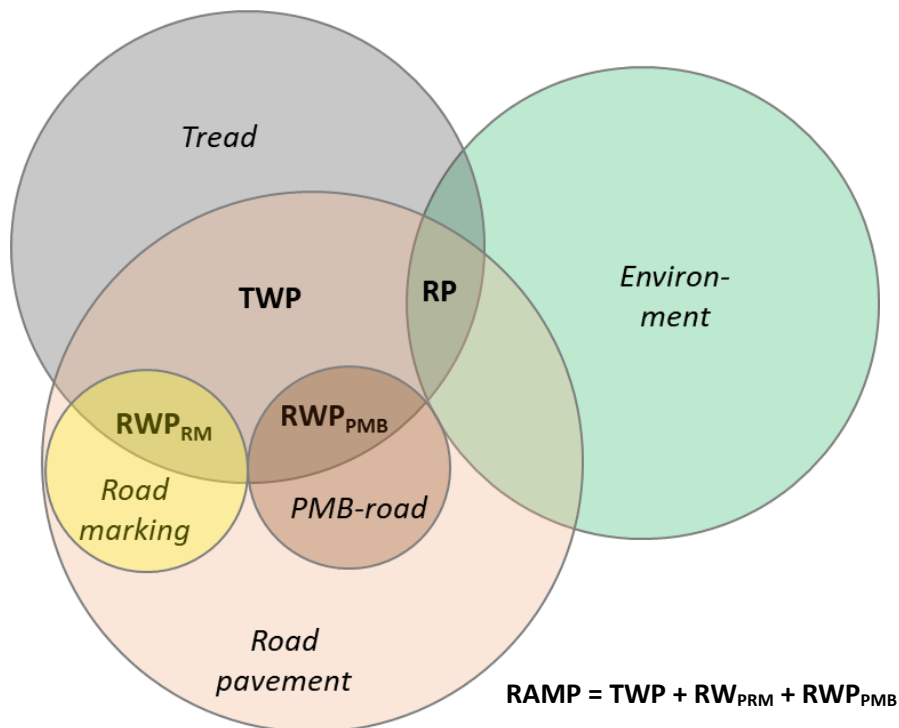 Tread
Environ-
ment
TWP
RP
RWPRM
RWPPMB
Road
marking
PMB-road
Road
pavement
RAMP = TWP + RWPRM + RWPPMB